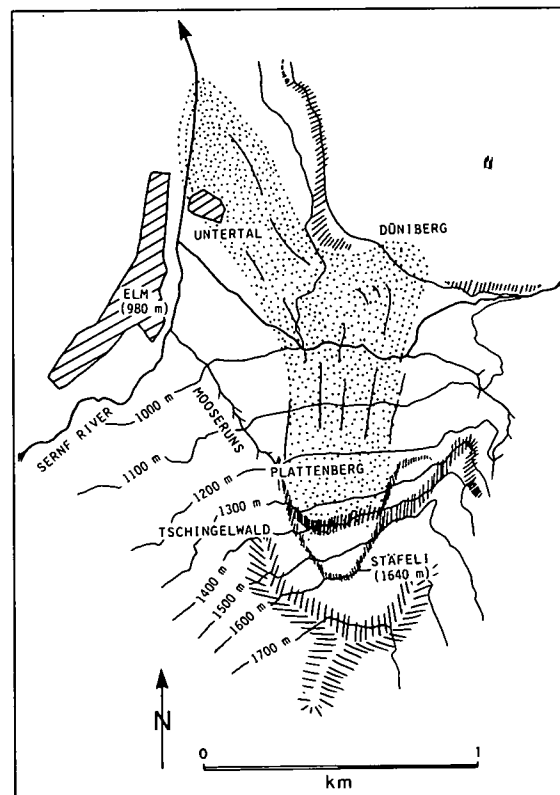 DÜNIBERG
UNTERTAL
ELM
(980 m)
SERNF RIVER
MOOSERUNS
1000 m
1100 m
1200 m
PLATTENBERG
1300 m
TSCHINGELWALD
STÄFELI
(1640 m)
1400 m
1500 m
1600 m
1700 m
N
0
1
km